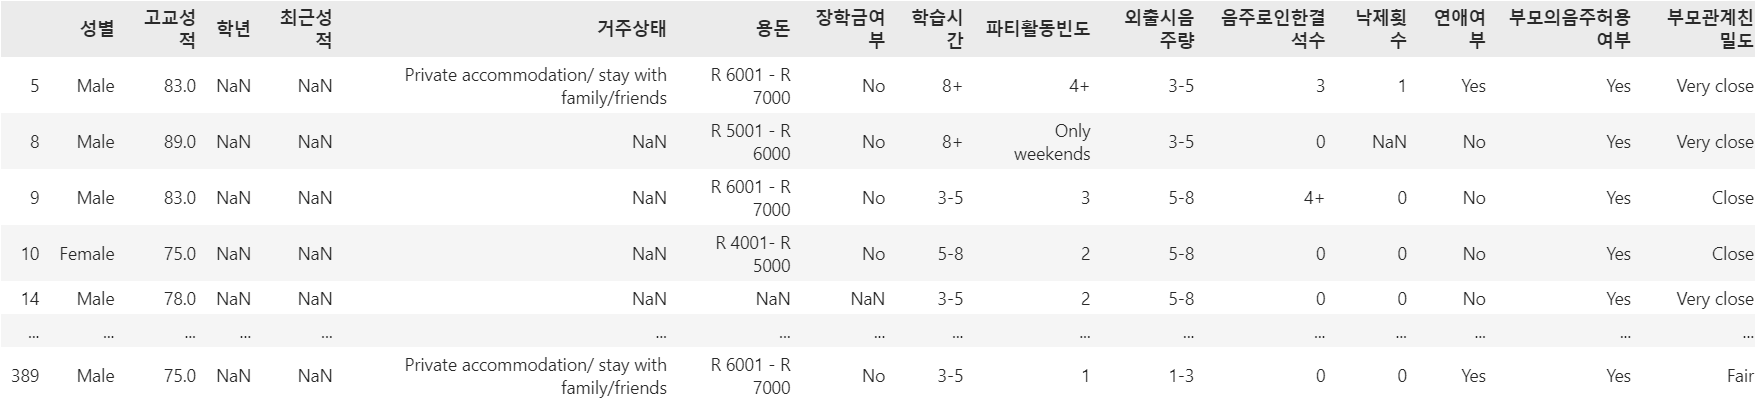 성별 고교성적 학년 최근성적 거주상태 용돈 장학금여부 학습시간 파티활동빈도 외출시음주량 음주로인한결석수 낙제횟수 연애여부 부모의음주허용여부 부모관계친밀도
5 Male 83.0 NaN NaN Private accommodation/ stay with family/friends R 6001 - R 7000 No 8+ 4+ 3-5 3 1 Yes Yes Very close
8 Male 89.0 NaN NaN NaN R 5001 - R 6000 No 8+ Only weekends 3-5 0 NaN No Yes Very close
9 Male 83.0 NaN NaN NaN R 6001 - R 7000 No 3-5 3 5-8 4+ 0 No Yes Close
10 Female 75.0 NaN NaN NaN R 4001- R 5000 No 5-8 2 5-8 0 0 No Yes Close
14 Male 78.0 NaN NaN NaN NaN NaN 3-5 2 5-8 0 0 No Yes Very close
... ... ... ... ... ... ... ... ... ... ... ... ... ... ... ...
389 Male 75.0 NaN NaN Private accommodation/ stay with family/friends R 6001 - R 7000 No 3-5 1 1-3 0 0 Yes Yes Fair